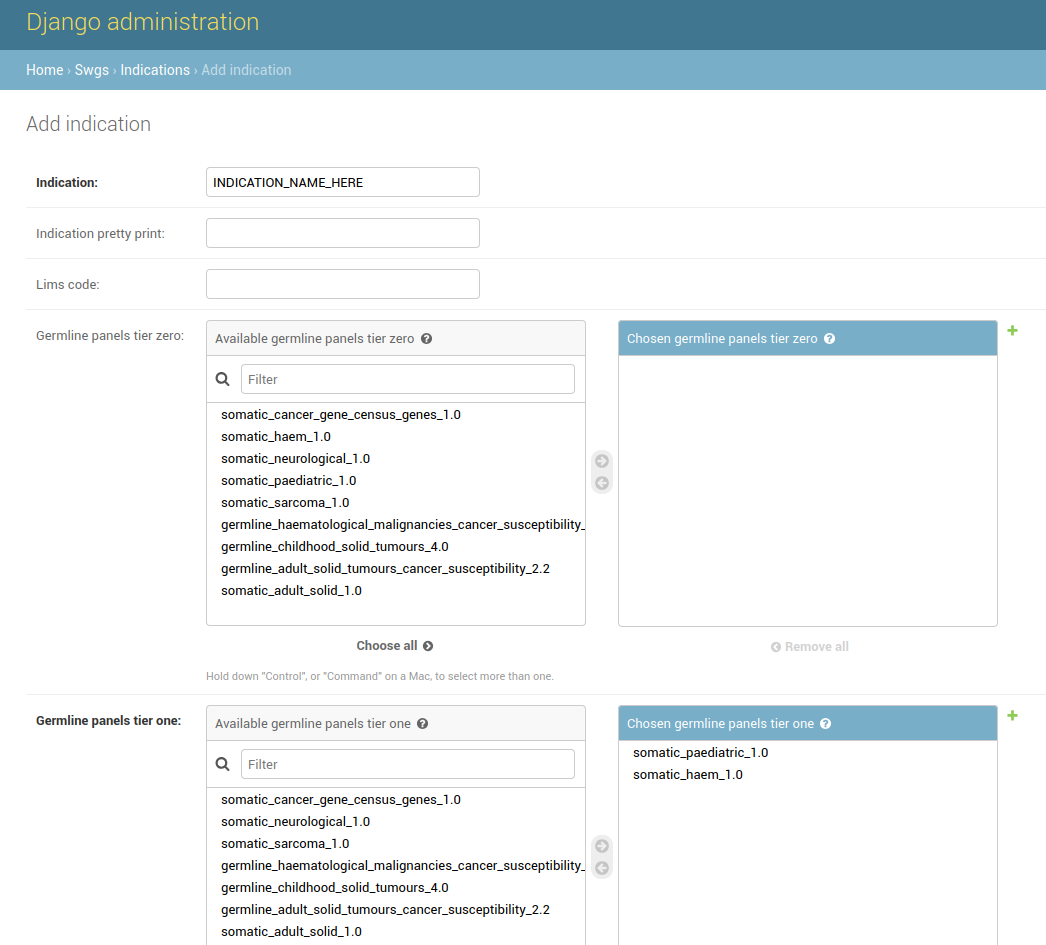 Django administration
Home › Swgs › Indications › Add indication
Add indication
Indication: INDICATION_NAME_HERE
Indication pretty print:
Lims code:
Germline panels tier zero:
Available germline panels tier zero
Filter
somatic_cancer_gene_census_genes_1.0
somatic_haem_1.0
somatic_neurological_1.0
somatic_paediatric_1.0
somatic_sarcoma_1.0
germline_haematological_malignancies_cancer_susceptibility_
germline_childhood_solid_tumours_4.0
germline_adult_solid_tumours_cancer_susceptibility_2.2
somatic_adult_solid_1.0
Choose all
Chosen germline panels tier zero
Remove all
Hold down "Control", or "Command" on a Mac, to select more than one.
Germline panels tier one:
Available germline panels tier one
Filter
somatic_cancer_gene_census_genes_1.0
somatic_neurological_1.0
somatic_sarcoma_1.0
germline_haematological_malignancies_cancer_susceptibility_
germline_childhood_solid_tumours_4.0
germline_adult_solid_tumours_cancer_susceptibility_2.2
somatic_adult_solid_1.0
Chosen germline panels tier one
somatic_paediatric_1.0
somatic_haem_1.0